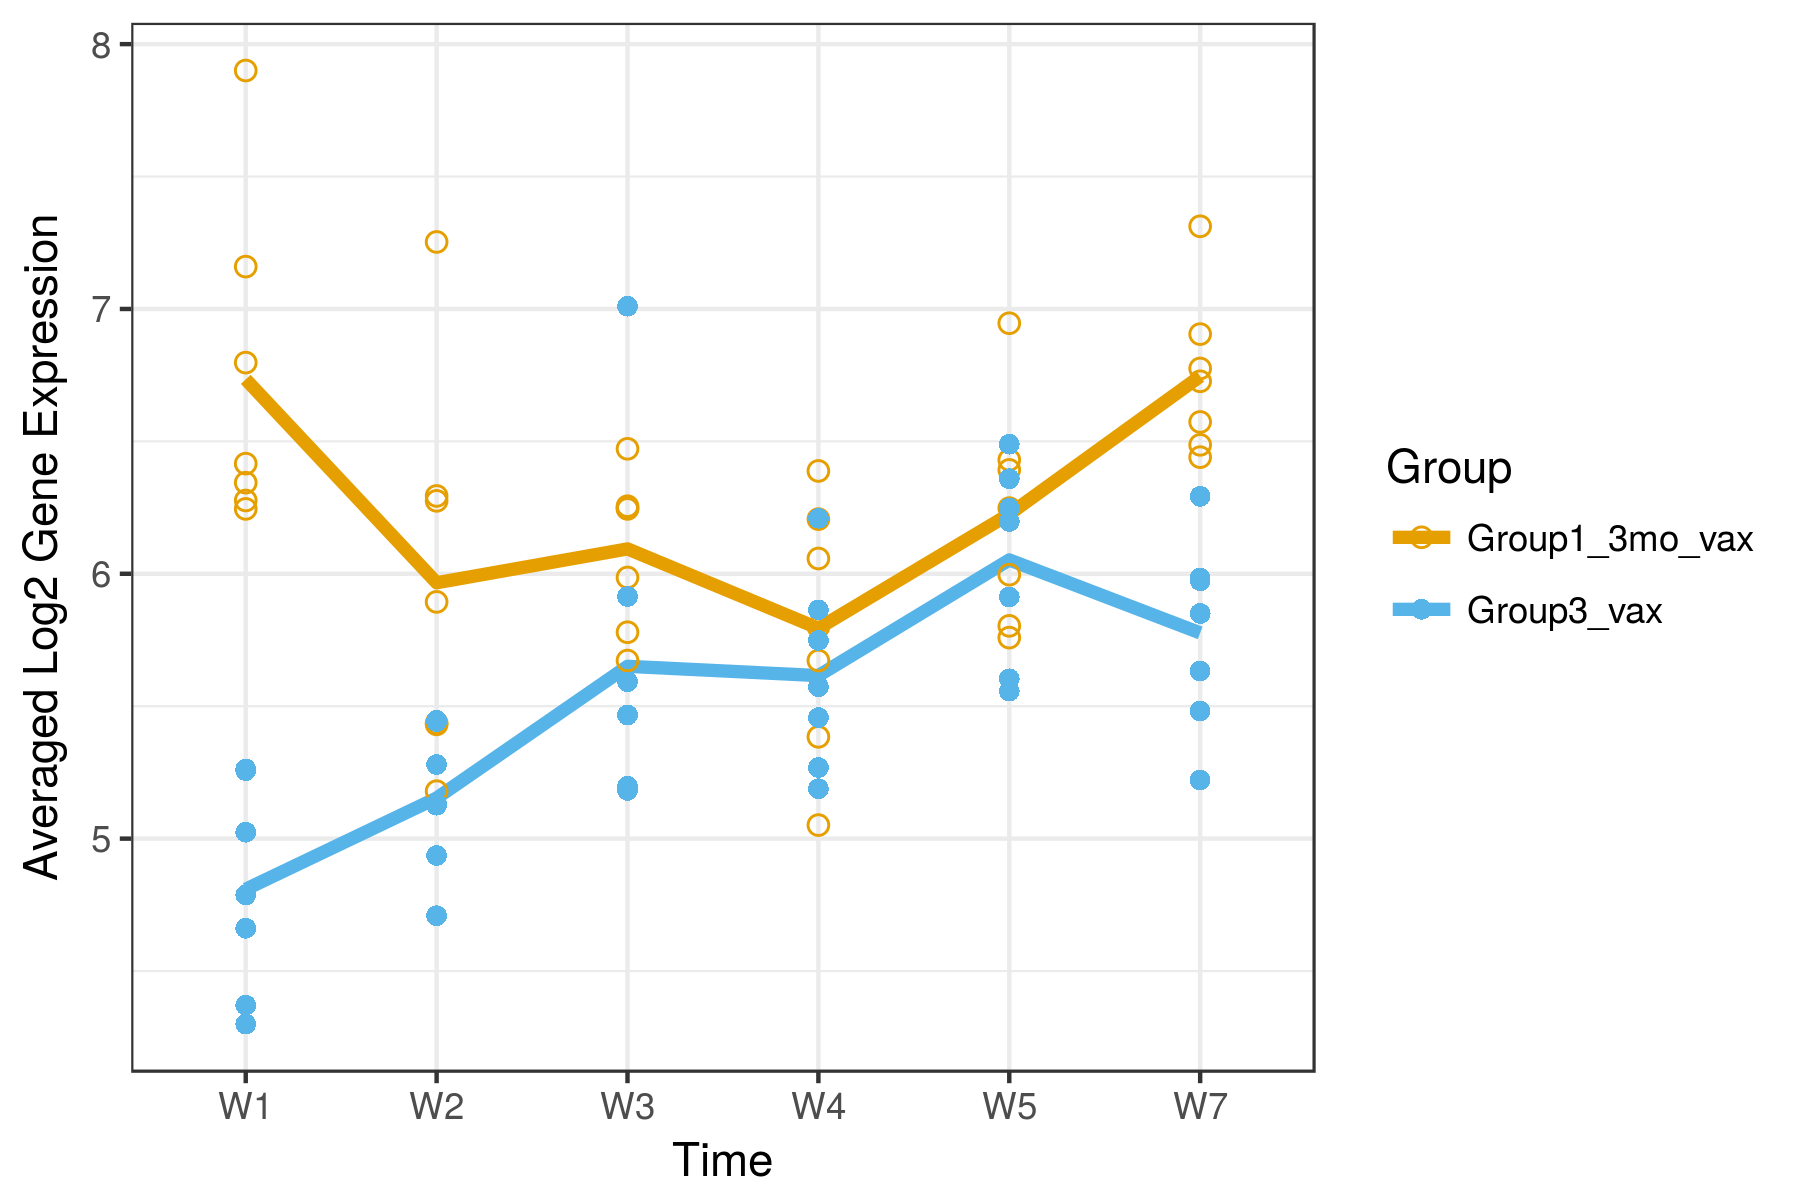 Averaged Log2 Gene Expression
8
7
6
5
W1 W2 W3 W4 W5 W7
Time
Group
Group1_3mo_vax
Group3_vax